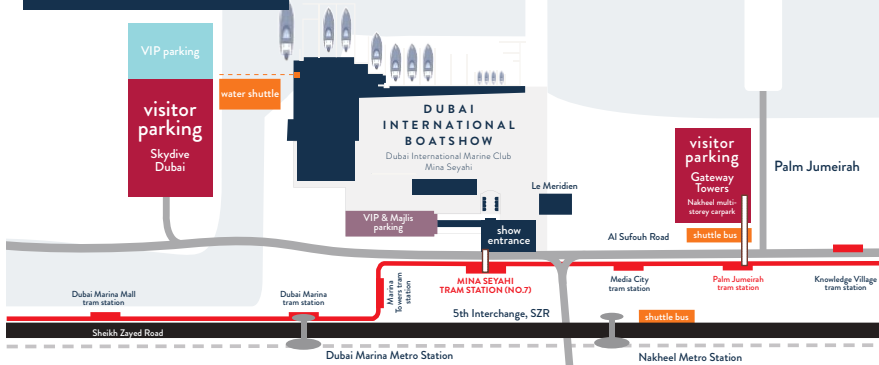 VIP parking
visitor
parking
Skydive
Dubai
water shuttle
DUBAI
INTERNATIONAL
BOATSHOW
Dubai International Marine Club
Mina Seyahi
Le Meridien
VIP & Majlis
parking
show
entrance
visitor
parking
Gateway
Towers
Nakheel multi-
storey carpark
Palm Jumeirah
Al Sufouh Road
shuttle bus
Dubai Marina Mall
tram station
Dubai Marina
tram station
Marina
Towers tram
station
MINA SEYAHI
TRAM STATION (NO.7)
Media City
tram station
Palm Jumeirah
tram station
Knowledge Village
tram station
5th Interchange, SZR
shuttle bus
Sheikh Zayed Road
Dubai Marina Metro Station
Nakheel Metro Station